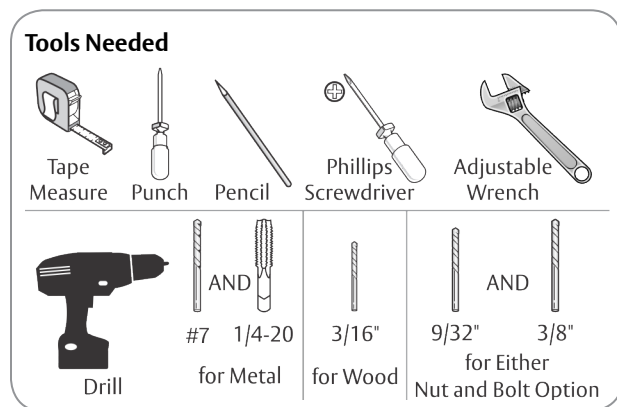 Tools Needed
Tape
Measure
Punch
Pencil
Phillips
Screwdriver
Adjustable
Wrench
Drill
AND
#7 1/4-20
for Metal
3/16"
for Wood
AND
9/32" 3/8"
for Either
Nut and Bolt Option